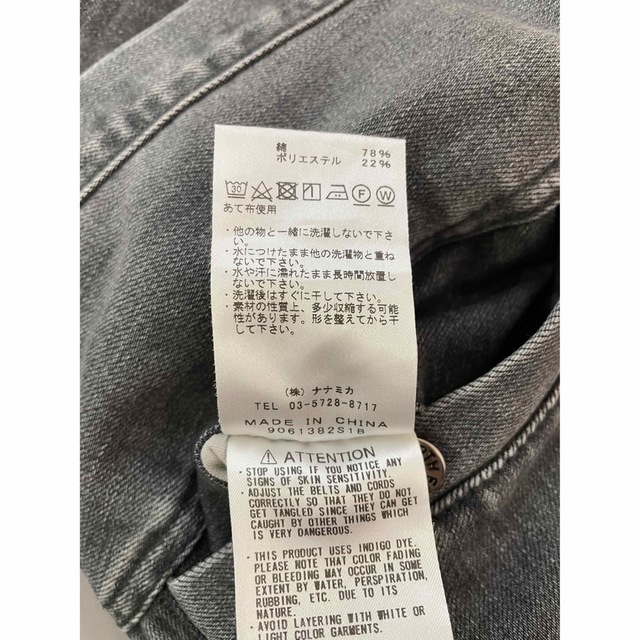 綿 78%
ポリエステル 22%
30 F W
あて布使用
・他の物と一緒に洗濯しないで下さ
い。
・水につけたまま他の洗濯物と重ね
ないで下さい。
・水や汗に濡れたまま長時間放置し
ないで下さい。
・洗濯後はすぐに干して下さい。
・素材の性質上、多少収縮する可能
性があります。形を整えてから干
して下さい。
(株) ナナミカ
TEL 03-5728-8717
MADE IN CHINA
9061382S1B
⚠ ATTENTION
・STOP USING IF YOU NOTICE ANY
SIGNS OF SKIN SENSITIVITY.
・ADJUST THE BELTS AND CORDS
CORRECTLY SO THAT THEY DO NOT
GET TANGLED SINCE THEY CAN GET
CAUGHT BY OTHER THINGS WHICH
IS VERY DANGEROUS.
・THIS PRODUCT USES INDIGO DYE.
PLEASE NOTE THAT COLOR FADING
OR BLEEDING MAY OCCUR IN SOME
EXTENT BY WATER, PERSPIRATION,
RUBBING, ETC. DUE TO ITS
NATURE.
・AVOID LAYERING WITH WHITE OR
LIGHT COLOR GARMENTS.